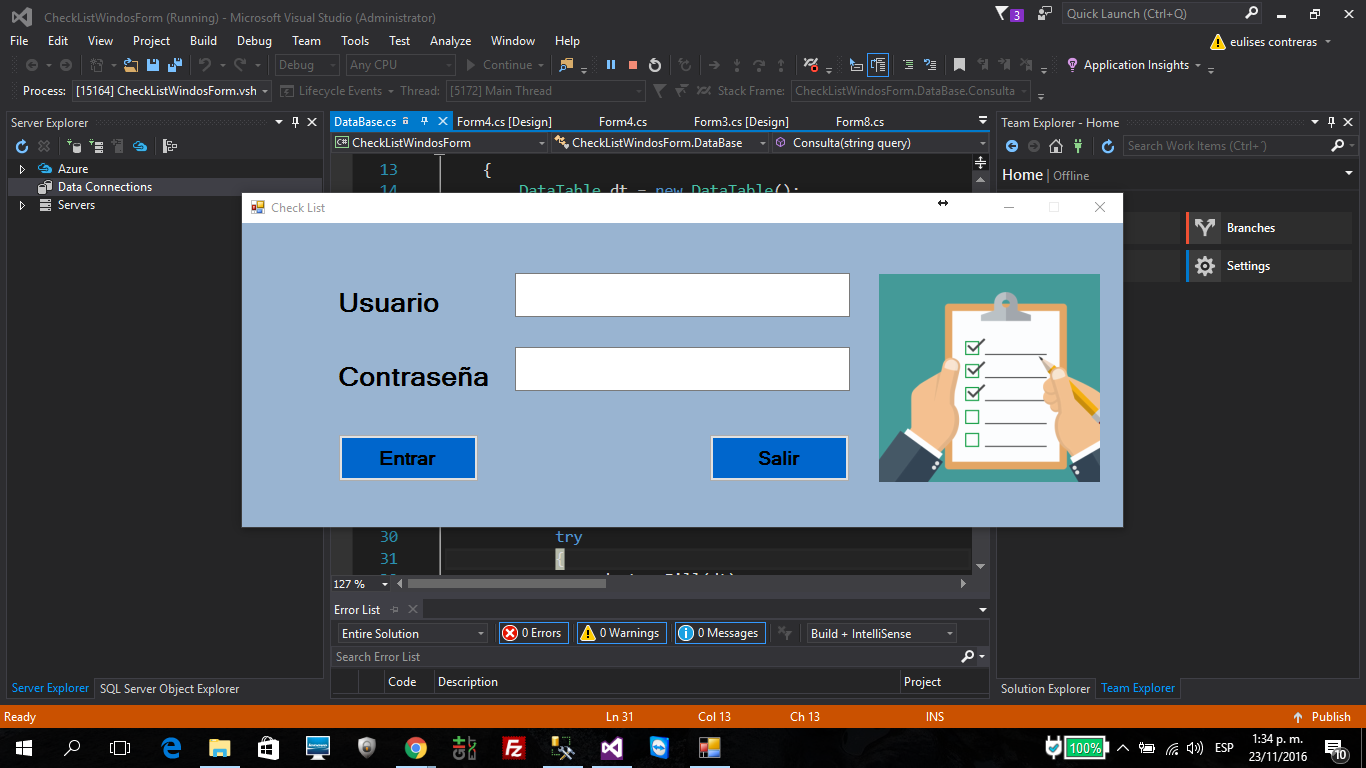 CheckListWindosForm (Running) - Microsoft Visual Studio (Administrator)
3
Quick Launch (Ctrl+Q)
File Edit View Project Build Debug Team Tools Test Analyze Window Help
eulises contreras
Debug Any CPU Continue Application Insights
Process: [15164] CheckListWindosForm.vsh Lifecycle Events Thread: [5172] Main Thread Stack Frame: CheckListWindosForm.DataBase.Consulta
Server Explorer
Azure
Data Connections
Servers
DataBase.cs Form4.cs [Design] Form4.cs Form3.cs [Design] Form8.cs
CheckListWindosForm CheckListWindosForm.DataBase Consulta(string query)
13 {
14 DataTable dt = new DataTable();
Team Explorer - Home
Search Work Items (Ctrl+´)
Home | Offline
Branches
Settings
Check List
Usuario
Contraseña
Entrar Salir
30 try
31 {
127 %
Error List
Entire Solution 0 Errors 0 Warnings 0 Messages Build + IntelliSense
Search Error List
Code Description Project
Server Explorer SQL Server Object Explorer
Solution Explorer Team Explorer
Ready Ln 31 Col 13 Ch 13 INS Publish
100% ESP 1:34 p. m.
23/11/2016
10